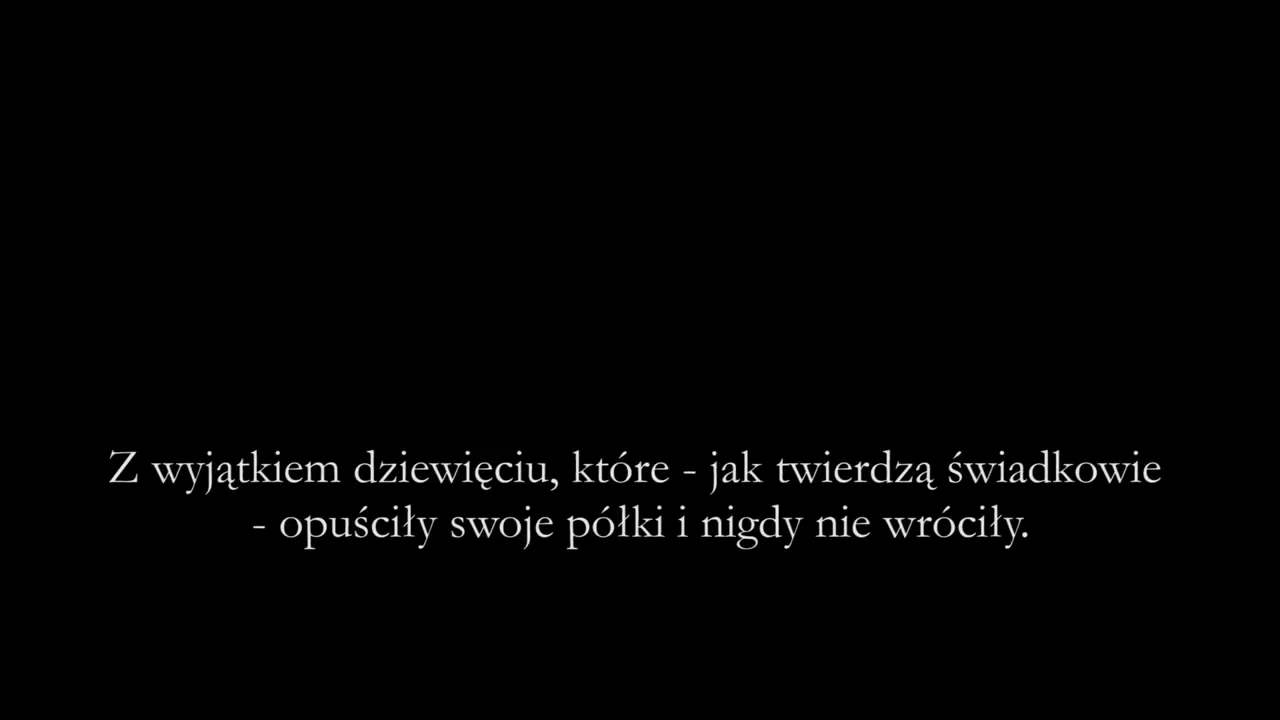 Z wyjątkiem dziewięciu, które - jak twierdzą świadkowie
- opuściły swoje półki i nigdy nie wróciły.